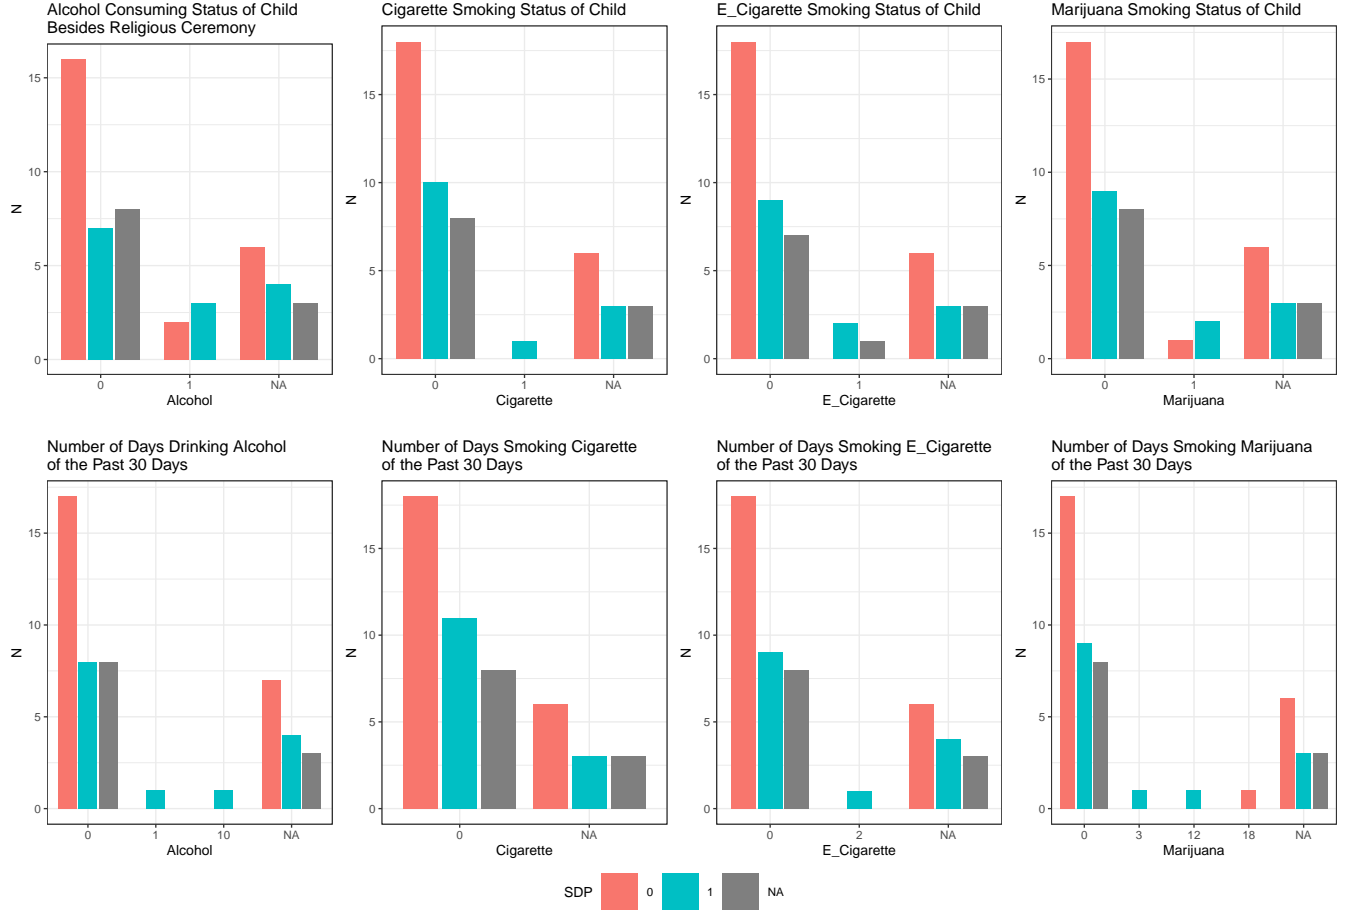 Alcohol Consuming Status of Child
Besides Religious Ceremony
N
15
10
5
0
0 1 NA
Alcohol
Cigarette Smoking Status of Child
N
15
10
5
0
0 1 NA
Cigarette
E_Cigarette Smoking Status of Child
N
15
10
5
0
0 1 NA
E_Cigarette
Marijuana Smoking Status of Child
N
15
10
5
0
0 1 NA
Marijuana
Number of Days Drinking Alcohol
of the Past 30 Days
N
15
10
5
0
0 1 10 NA
Alcohol
Number of Days Smoking Cigarette
of the Past 30 Days
N
15
10
5
0
0 NA
Cigarette
Number of Days Smoking E_Cigarette
of the Past 30 Days
N
15
10
5
0
0 2 NA
E_Cigarette
Number of Days Smoking Marijuana
of the Past 30 Days
N
15
10
5
0
0 3 12 18 NA
Marijuana
SDP 0 1 NA